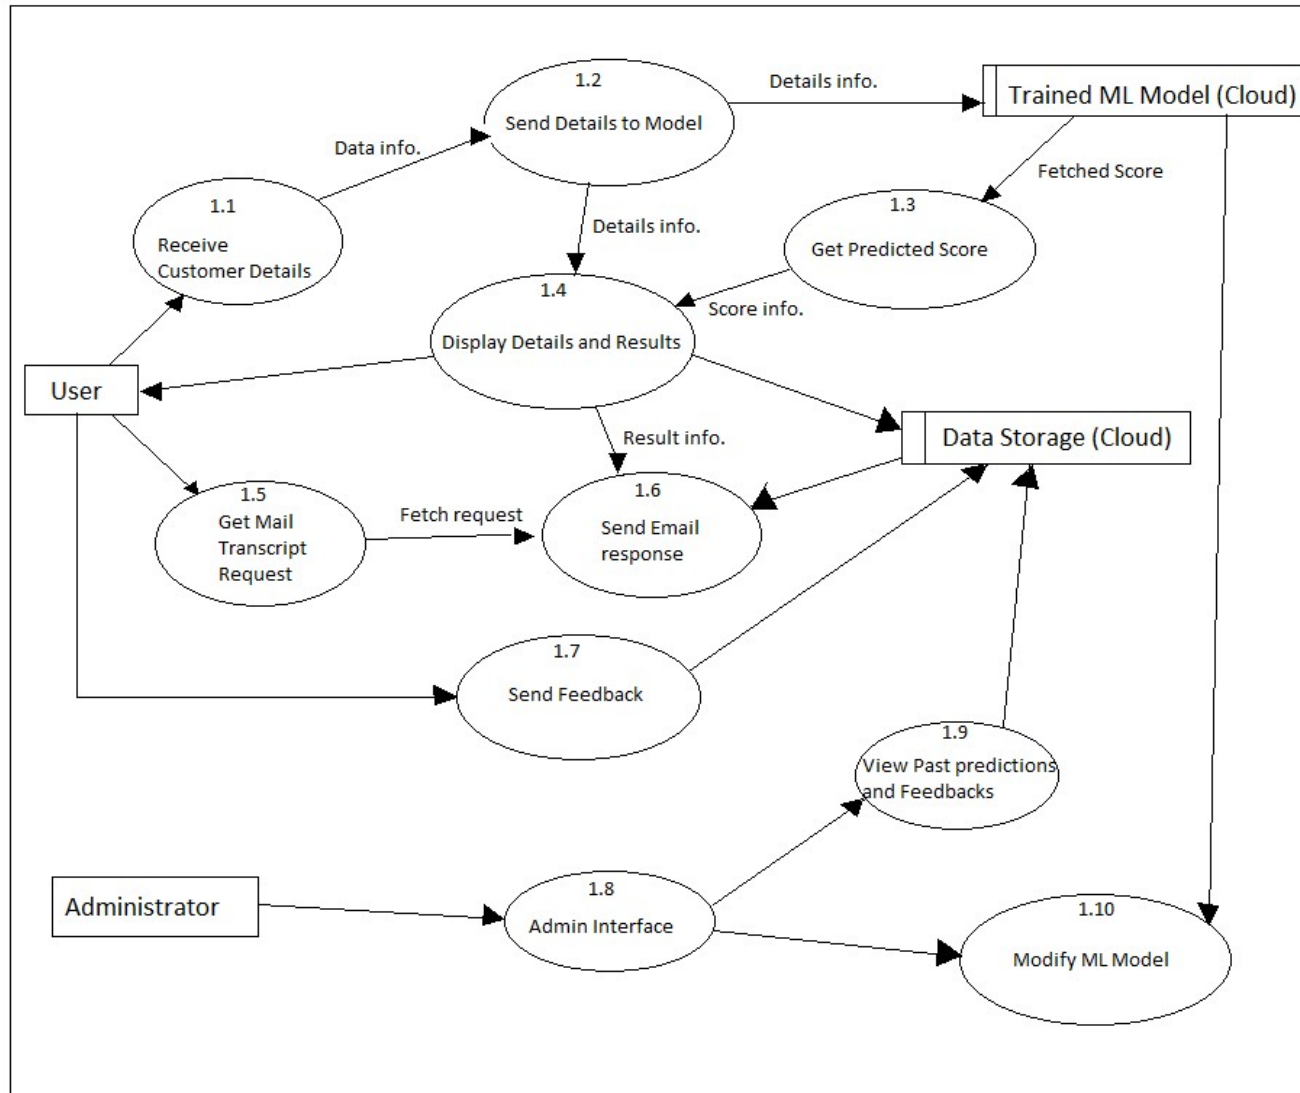 1.2
Send Details to Model
Details info.
Trained ML Model (Cloud)
Data info.
Fetched Score
1.1
Receive
Customer Details
Details info.
1.3
Get Predicted Score
1.4
Display Details and Results
Score info.
User
Result info.
Data Storage (Cloud)
1.5
Get Mail
Transcript
Request
Fetch request
1.6
Send Email
response
1.7
Send Feedback
1.9
View Past predictions
and Feedbacks
Administrator
1.8
Admin Interface
1.10
Modify ML Model